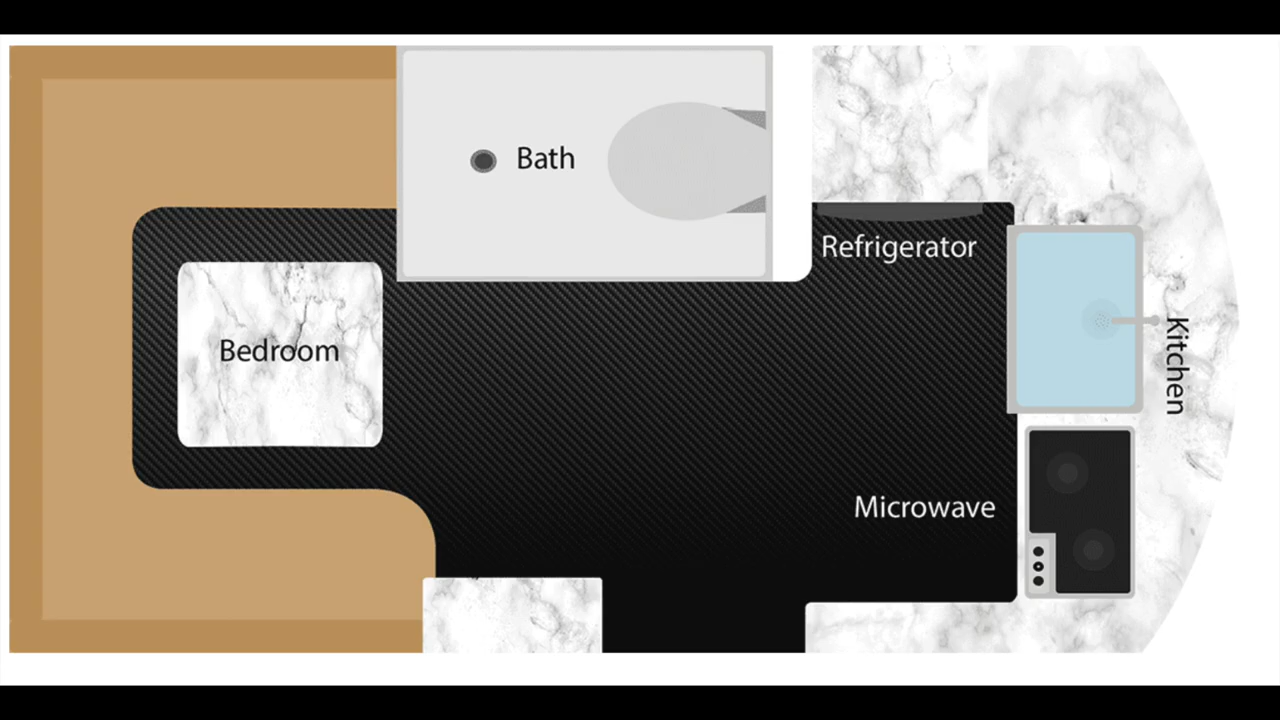 Bath
Refrigerator
Bedroom
Kitchen
Microwave